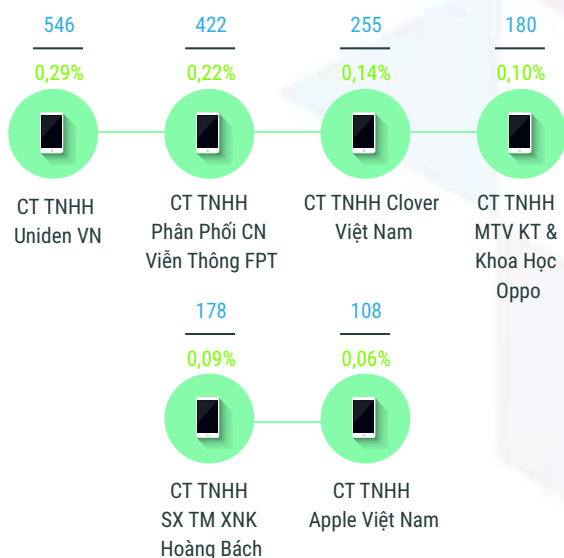 546
422
255
180
0,29%
0,22%
0,14%
0,10%
CT TNHH
Uniden VN
CT TNHH
Phân Phối CN
Viễn Thông FPT
CT TNHH Clover
Việt Nam
CT TNHH
MTV KT &
Khoa Học
Oppo
178
108
0,09%
0,06%
CT TNHH
SX TM XNK
Hoàng Bách
CT TNHH
Apple Việt Nam